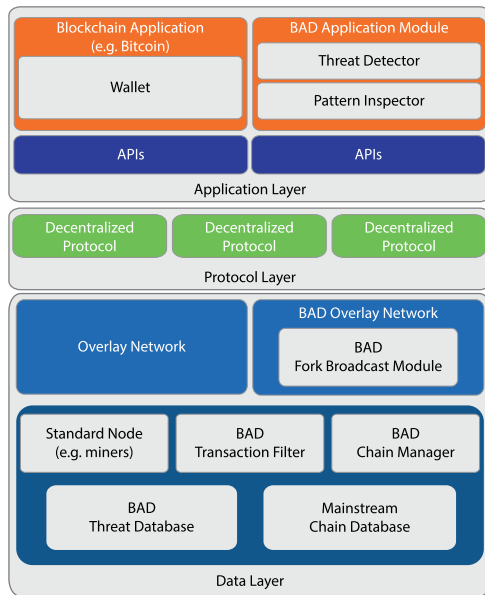 Blockchain Application
(e.g. Bitcoin)
Wallet
BAD Application Module
Threat Detector
Pattern Inspector
APIs
APIs
Application Layer
Decentralized
Protocol
Decentralized
Protocol
Decentralized
Protocol
Protocol Layer
Overlay Network
BAD Overlay Network
BAD
Fork Broadcast Module
Standard Node
(e.g. miners)
BAD
Transaction Filter
BAD
Chain Manager
BAD
Threat Database
Mainstream
Chain Database
Data Layer